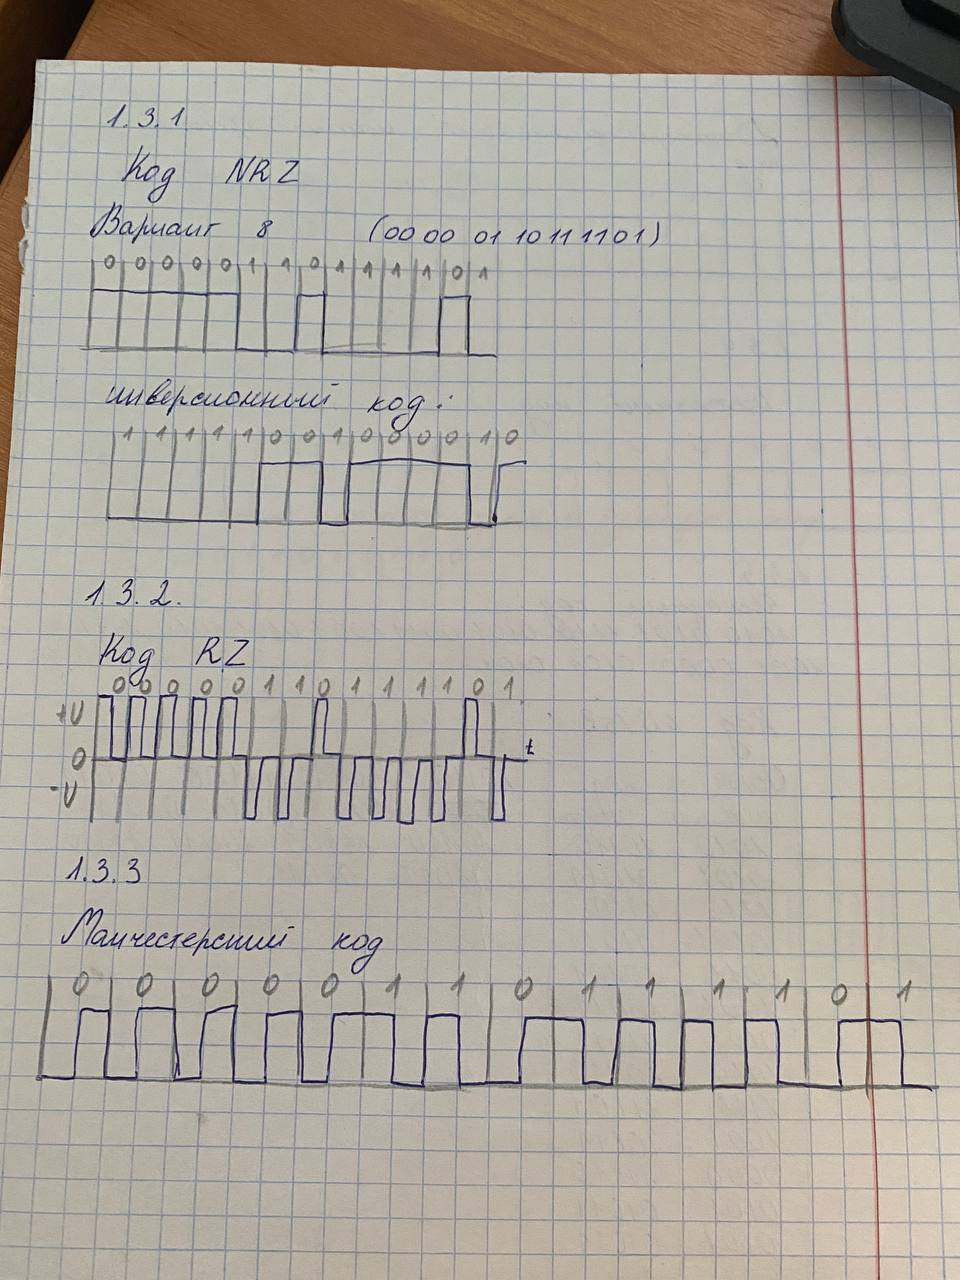 1.3.1
Код NRZ
Вариант 8 (00 00 01 10 11 11 01)
0 0 0 0 0 1 1 0 1 1 1 1 0 1
инверсионный код:
1 1 1 1 1 0 0 1 0 0 0 0 1 0
1.3.2.
Код RZ
0 0 0 0 0 1 1 0 1 1 1 1 0 1
+U
0 t
-U
1.3.3
Манчестерский код
0 0 0 0 0 1 1 0 1 1 1 1 0 1